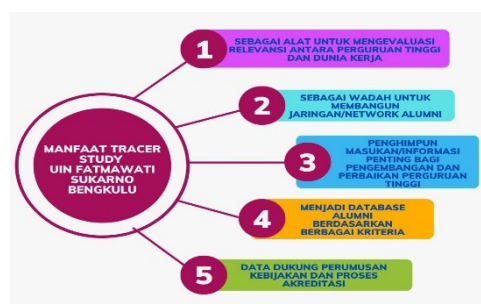 MANFAAT TRACER
STUDY
UIN FATMAWATI
SUKARNO
BENGKULU
1
SEBAGAI ALAT UNTUK MENGEVALUASI
RELEVANSI ANTARA PERGURUAN TINGGI
DAN DUNIA KERJA
2
SEBAGAI WADAH UNTUK
MEMBANGUN
JARINGAN/NETWORK ALUMNI
3
PENGHIMPUN
MASUKAN/INFORMASI
PENTING BAGI
PENGEMBANGAN DAN
PERBAIKAN PERGURUAN
TINGGI
4
MENJADI DATABASE
ALUMNI
BERDASARKAN
BERBAGAI KRITERIA
5
DATA DUKUNG PERUMUSAN
KEBIJAKAN DAN PROSES
AKREDITASI